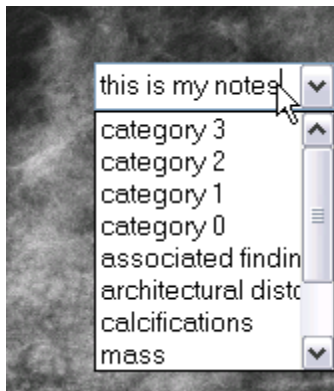 this is my notes
category 3
category 2
category 1
category 0
associated findin
architectural disto
calcifications
mass